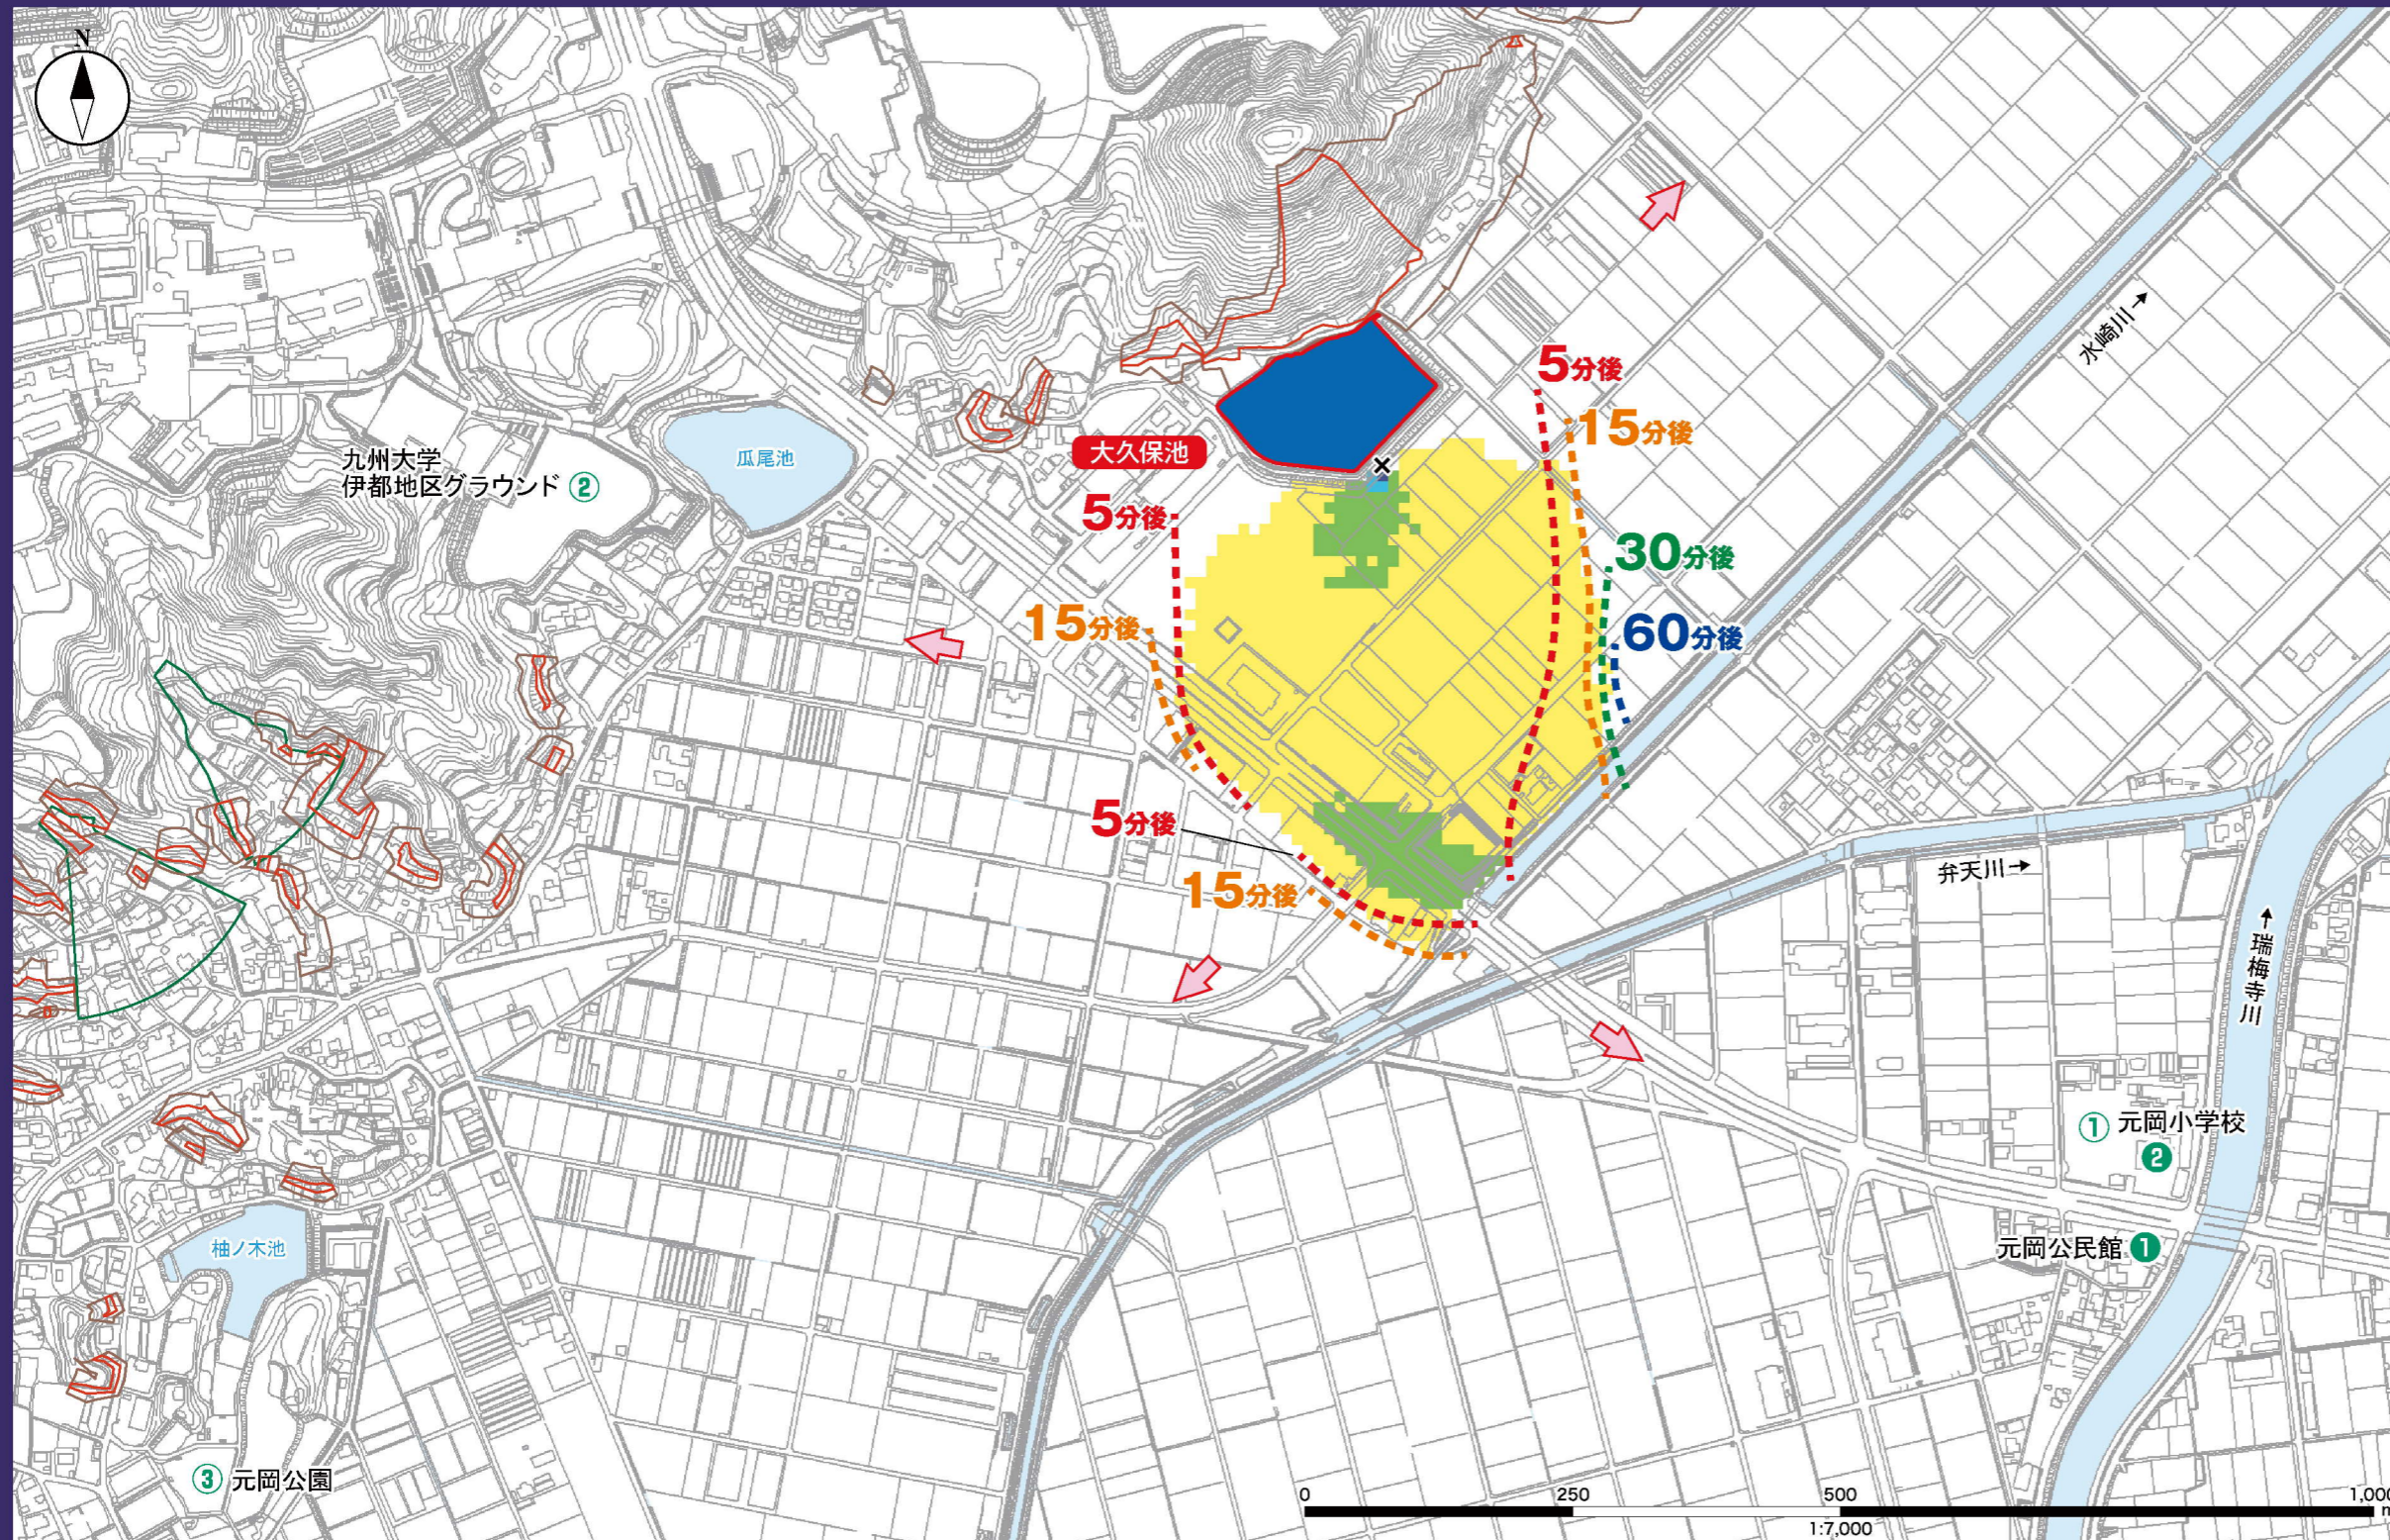 N
5分後
15分後
水崎川→
大久保池
九州大学
伊都地区グラウンド ②
瓜尾池
5分後
30分後
15分後
60分後
5分後
15分後
弁天川→
↑瑞梅寺川
① 元岡小学校
❷
元岡公民館 ❶
柚ノ木池
③ 元岡公園
0 250 500 1,000
m
1:7,000